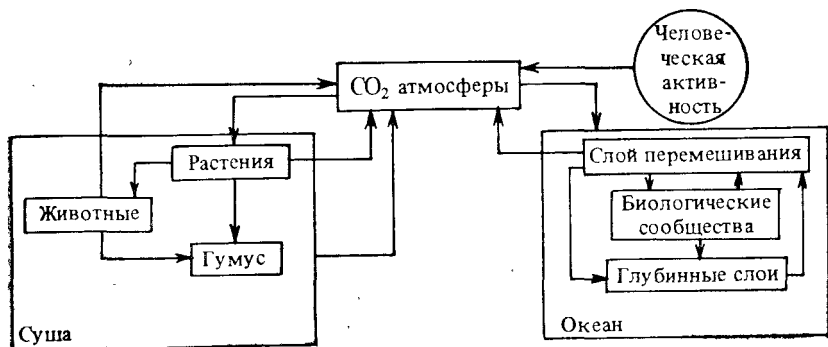 Челове-
ческая
актив-
ность
CO₂ атмосферы
Растения
Животные
Гумус
Суша
Слой перемешивания
Биологические
сообщества
Глубинные слои
Океан